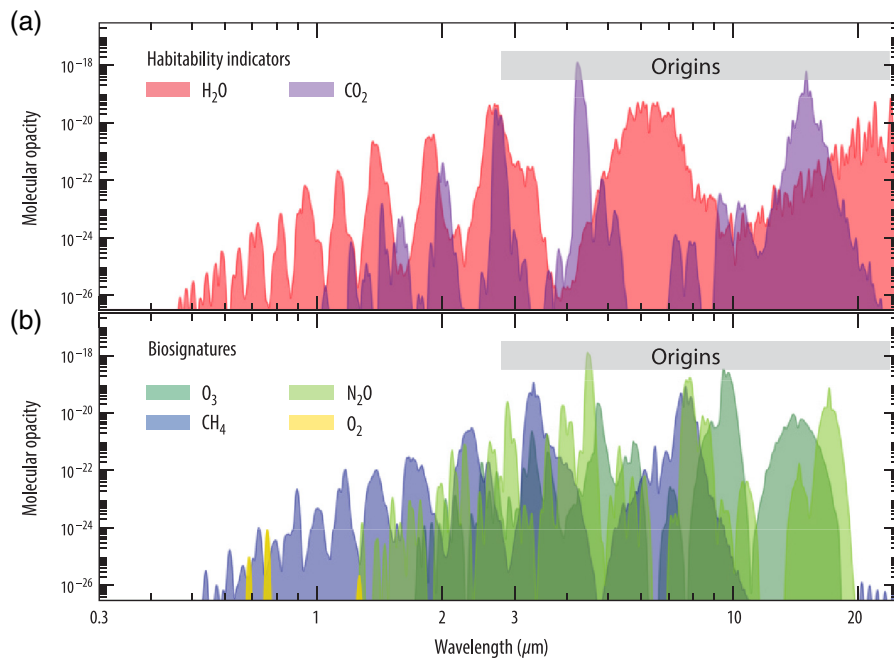 (a)
Habitability indicators
Origins
H₂O
CO₂
Molecular opacity
10⁻¹⁸
10⁻²⁰
10⁻²²
10⁻²⁴
10⁻²⁶
(b)
Biosignatures
Origins
O₃
N₂O
CH₄
O₂
Molecular opacity
10⁻¹⁸
10⁻²⁰
10⁻²²
10⁻²⁴
10⁻²⁶
0.3 1 2 3 10 20
Wavelength (μm)